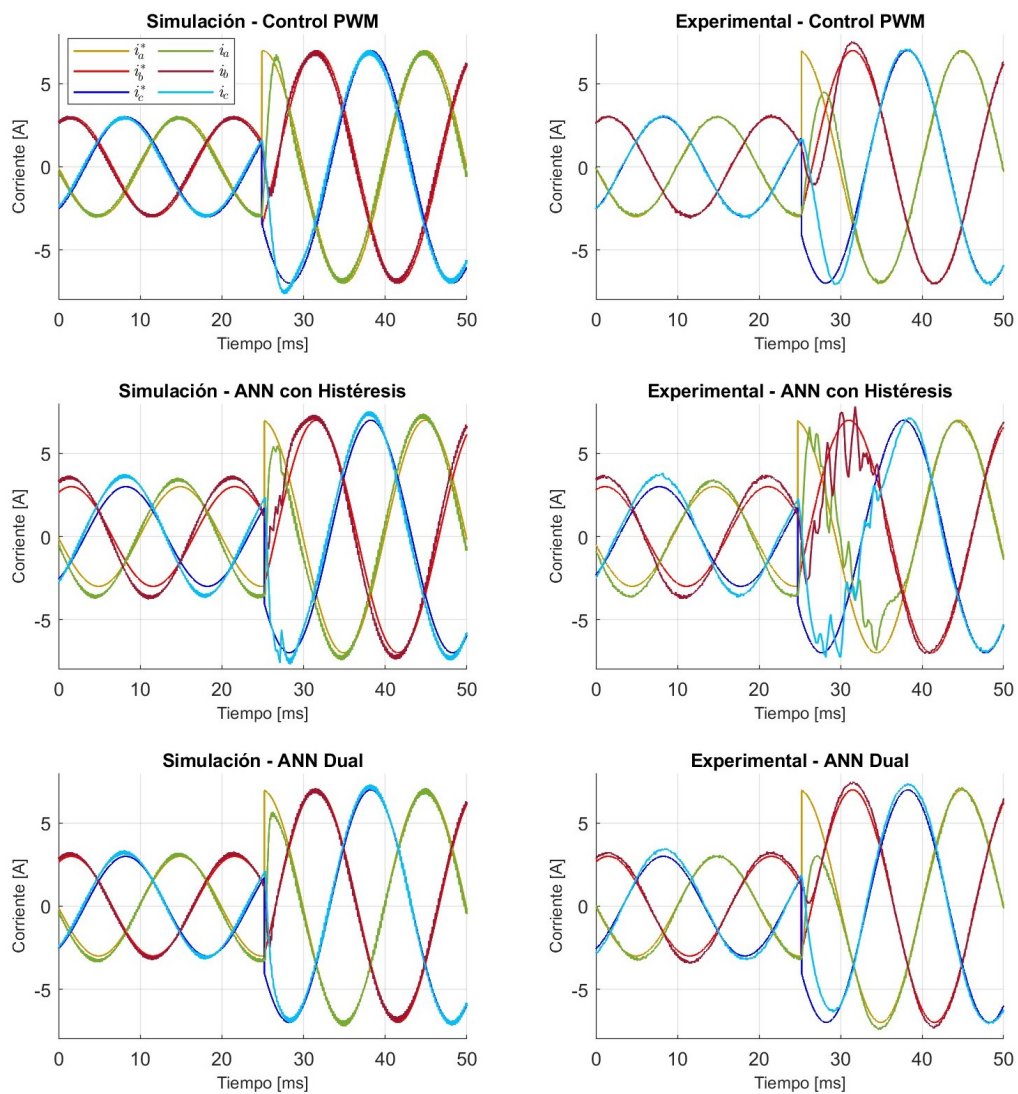 Simulación - Control PWM
Experimental - Control PWM
i*a ia
i*b ib
i*c ic
Corriente [A]
5
0
-5
0 10 20 30 40 50
Tiempo [ms]
Corriente [A]
5
0
-5
0 10 20 30 40 50
Tiempo [ms]
Simulación - ANN con Histéresis
Experimental - ANN con Histéresis
Corriente [A]
5
0
-5
0 10 20 30 40 50
Tiempo [ms]
Corriente [A]
5
0
-5
0 10 20 30 40 50
Tiempo [ms]
Simulación - ANN Dual
Experimental - ANN Dual
Corriente [A]
5
0
-5
0 10 20 30 40 50
Tiempo [ms]
Corriente [A]
5
0
-5
0 10 20 30 40 50
Tiempo [ms]